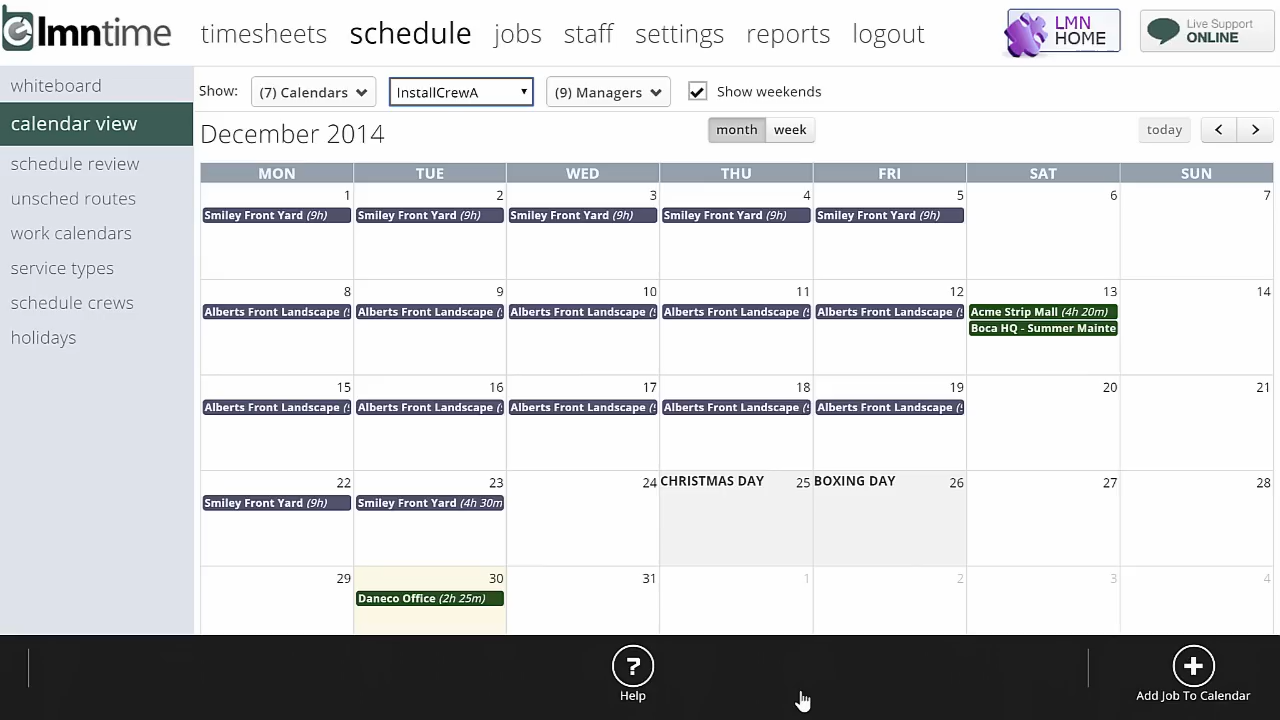 lmntime
timesheets schedule jobs staff settings reports logout
LMN HOME
Live Support ONLINE
whiteboard
calendar view
schedule review
unsched routes
work calendars
service types
schedule crews
holidays
Show: (7) Calendars InstallCrewA (9) Managers Show weekends
December 2014 month week today
MON TUE WED THU FRI SAT SUN
1 2 3 4 5 6 7
Smiley Front Yard (9h) Smiley Front Yard (9h) Smiley Front Yard (9h) Smiley Front Yard (9h) Smiley Front Yard (9h)
8 9 10 11 12 13 14
Alberts Front Landscape ( Alberts Front Landscape ( Alberts Front Landscape ( Alberts Front Landscape ( Alberts Front Landscape ( Acme Strip Mall (4h 20m)
Boca HQ - Summer Mainte
15 16 17 18 19 20 21
Alberts Front Landscape ( Alberts Front Landscape ( Alberts Front Landscape ( Alberts Front Landscape ( Alberts Front Landscape (
22 23 24 CHRISTMAS DAY 25 BOXING DAY 26 27 28
Smiley Front Yard (9h) Smiley Front Yard (4h 30m
29 30 31 1 2 3 4
Daneco Office (2h 25m)
? Help
Add Job To Calendar